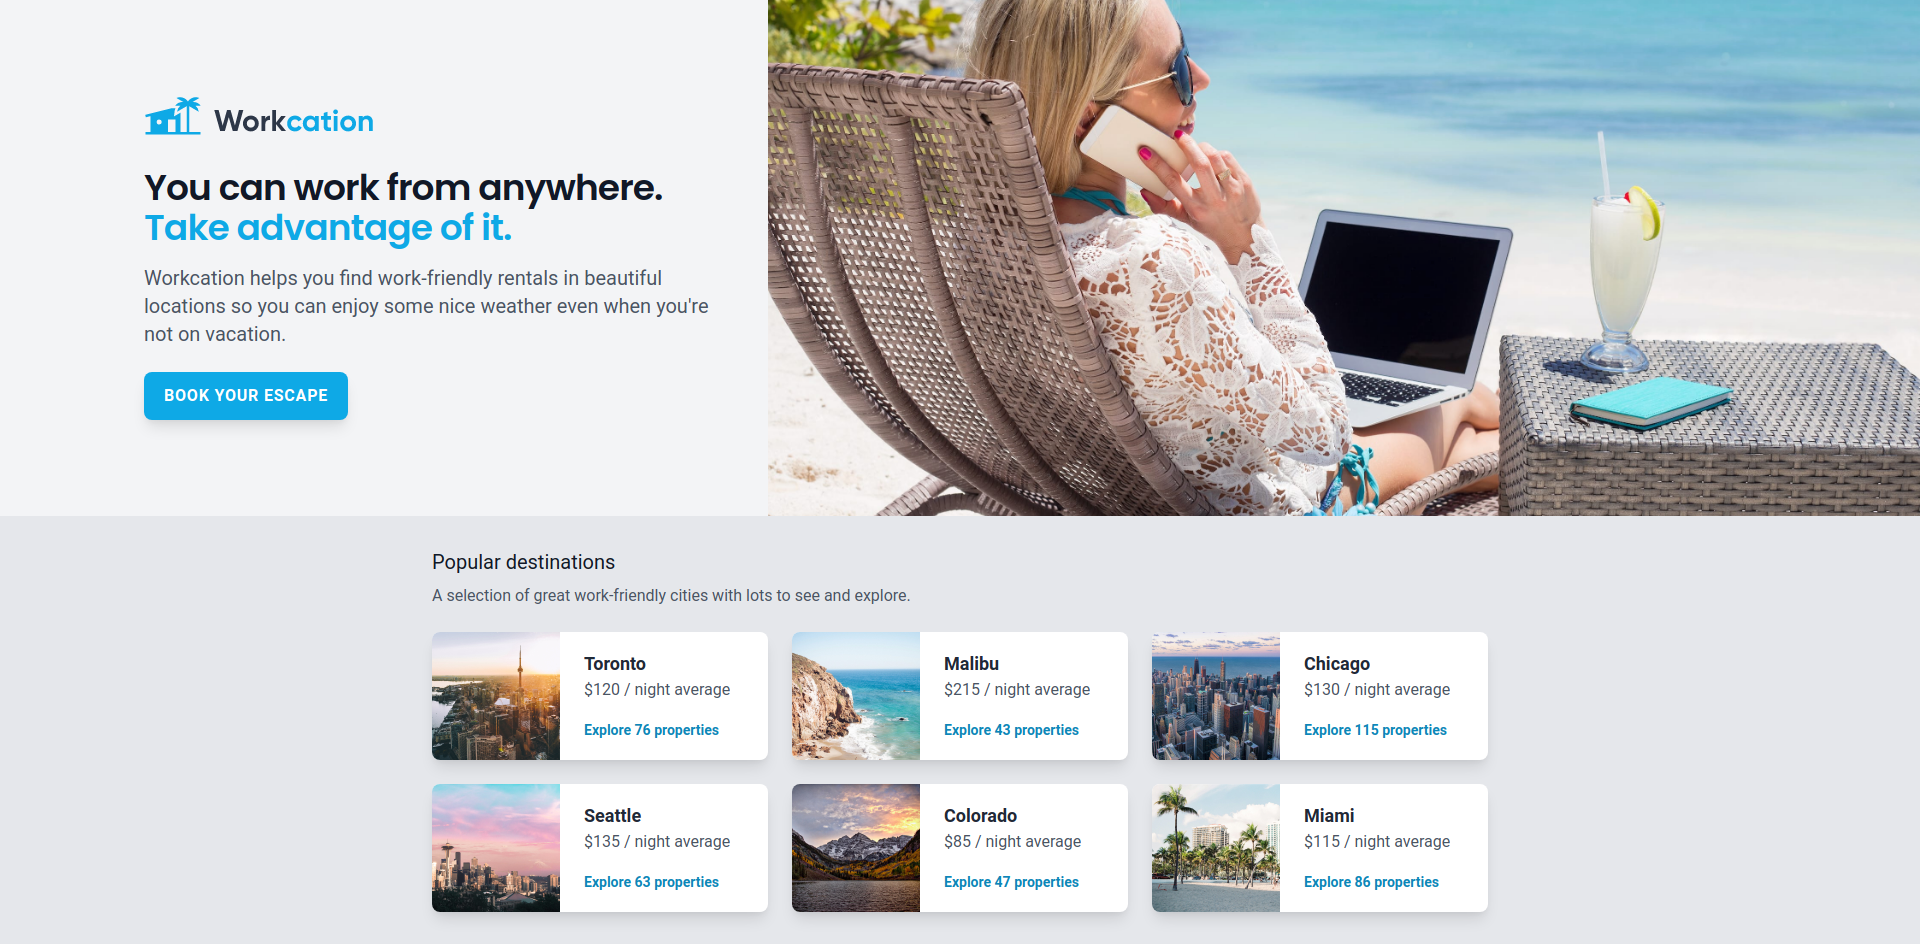 Workcation
You can work from anywhere.
Take advantage of it.
Workcation helps you find work-friendly rentals in beautiful
locations so you can enjoy some nice weather even when you're
not on vacation.
BOOK YOUR ESCAPE
Popular destinations
A selection of great work-friendly cities with lots to see and explore.
Toronto
$120 / night average
Explore 76 properties
Malibu
$215 / night average
Explore 43 properties
Chicago
$130 / night average
Explore 115 properties
Seattle
$135 / night average
Explore 63 properties
Colorado
$85 / night average
Explore 47 properties
Miami
$115 / night average
Explore 86 properties